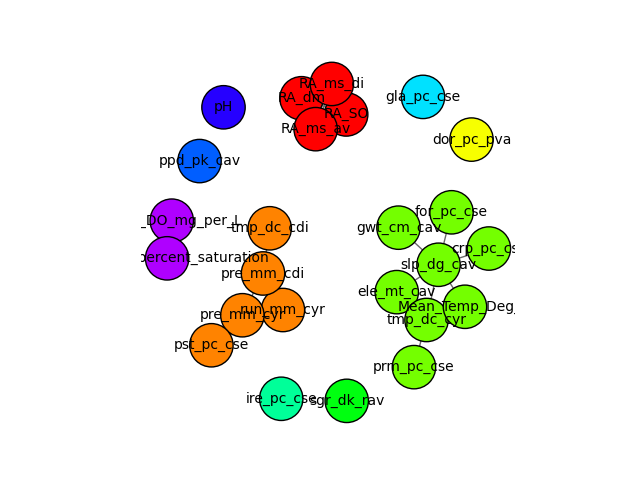 RA_ms_di
RA_dm
gla_pc_cse
pH
RA_SO
RA_ms_av
dor_pc_pva
ppd_pk_cav
for_pc_cse
_DO_mg_per_L
tmp_dc_cdi
gwt_cm_cav
crp_pc_cs
percent_saturation
slp_dg_cav
pre_mm_cdi
ele_mt_cav
Mean_Temp_Deg_
run_mm_cyr
pre_mm_cyr
tmp_dc_cyr
pst_pc_cse
prm_pc_cse
ire_pc_cse
sgr_dk_rav